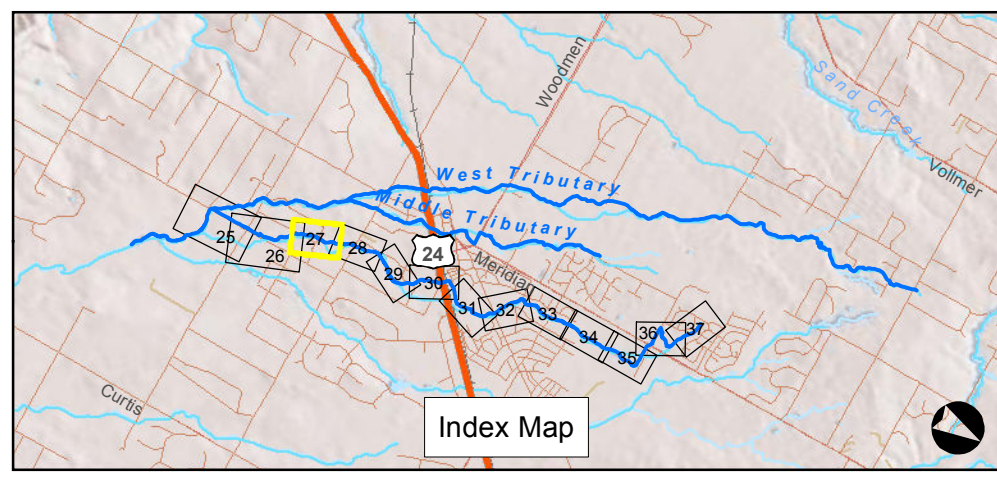 Woodmen
Sand Creek
Vollmer
West Tributary
Middle Tributary
24
Meridian
25
26
27
28
29
30
31
32
33
34
35
36
37
Curtis
Index Map